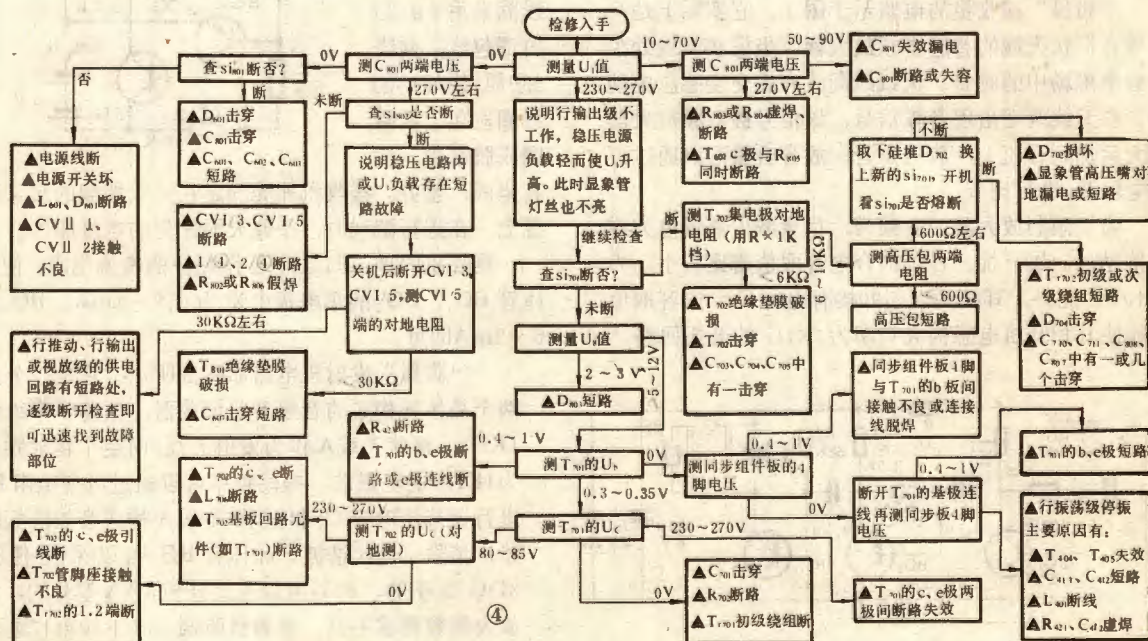 检修入手
测量U₁值
0V
10~70V
230~270V
测C₈₀₁两端电压
0V
270V左右
查si₈₀₁断否？
否
断
▲电源线断
▲电源开关坏
▲L₈₀₁、D₈₀₁断路
▲CVⅡ 1、
CVⅡ 2接触
不良
▲D₈₀₁击穿
▲C₈₀₁击穿
▲C₈₀₁、C₈₀₂、C₈₀₃
短路
查si₈₀₂是否断
未断
断
▲CVⅠ/3、CVⅠ/5
断路
▲1/①、2/①断路
▲R₈₀₂或R₈₀₆假焊
说明稳压电路内
或U₁负载存在短
路故障
关机后断开CVⅠ·3、
CVⅠ/5·测CVⅠ/5
端的对地电阻
30KΩ左右
<30KΩ
▲行推动、行输出
或视放级的供电
回路有短路处，
逐级断开检查即
可迅速找到故障
部位
▲T₈₀₁绝缘垫膜
破损
▲C₈₀₇击穿短路
说明行输出级不
工作，稳压电源
负载轻而使U₁升
高。此时显象管
灯丝也不亮
继续检查
查si₇₀₁断否？
断
未断
测C₈₀₁两端电压
50~90V
270V左右
▲C₈₀₁失效漏电
▲C₈₀₁断路或失容
▲R₈₀₃或R₈₀₄虚焊、
断路
▲T₈₀₀c极与R₈₀₈
同时断路
测T₇₀₂集电极对地
电阻（用R×1K
档）
<6KΩ
6~10KΩ
▲T₇₀₂绝缘垫膜破
损
▲T₇₀₂击穿
▲C₇₀₃、C₇₀₄、C₇₀₅中
有一击穿
取下硅堆D₇₀₂换
上新的si₇₀₁，开机
看si₇₀₁是否熔断
不断
断
▲D₇₀₂损坏
▲显象管高压嘴对
地漏电或短路
600Ω左右
测高压包两端
电阻
<600Ω
高压包短路
▲T r₇₀₂初级或次
级绕组短路
▲D₇₀₄击穿
▲C₇₁₀、C₇₁₁、C₈₀₈、
C₈₀₇中有一或几
个击穿
测量U₉值
2~3V
5~12V
▲D₈₀₁短路
测T₇₀₁的U b
0.4~1V
0V
0.3~0.35V
▲R₄₂断路
▲T₇₀₁的b、e极断
路或e极连线断
测同步组件板的4
脚电压
0.4~1V
0V
▲同步组件板4脚
与T₇₀₁的b板间
接触不良或连接
线脱焊
断开T₇₀₁的基极连
线再测同步板4脚
电压
0.4~1V
0V
▲T₇₀₁的b、e极短路
▲行振荡级停振
主要原因有：
▲T₄₀₄、T₄₀₅失效
▲C₄₁₇、C₄₁₂短路
▲L₄₀₁断线
▲R₄₂₁、C₄₁₂虚焊
测T₇₀₁的U c
80~85V
230~270V
0V
▲T₇₀₁的c、e极两
极间断路失效
▲C₇₀₁击穿
▲R₇₀₂断路
▲T r₇₀₁初级绕组断
测T₇₀₂的U c（对
地测）
230~270V
0V
▲T₇₀₂的c、e断
▲L₇₀₂断路
▲T₇₀₂基板回路元
件（如T r₇₀₁）断路
▲T₇₀₂的c、e极引
线断
▲T₇₀₂管脚座接触
不良
▲T r₇₀₂的1.2端断
④